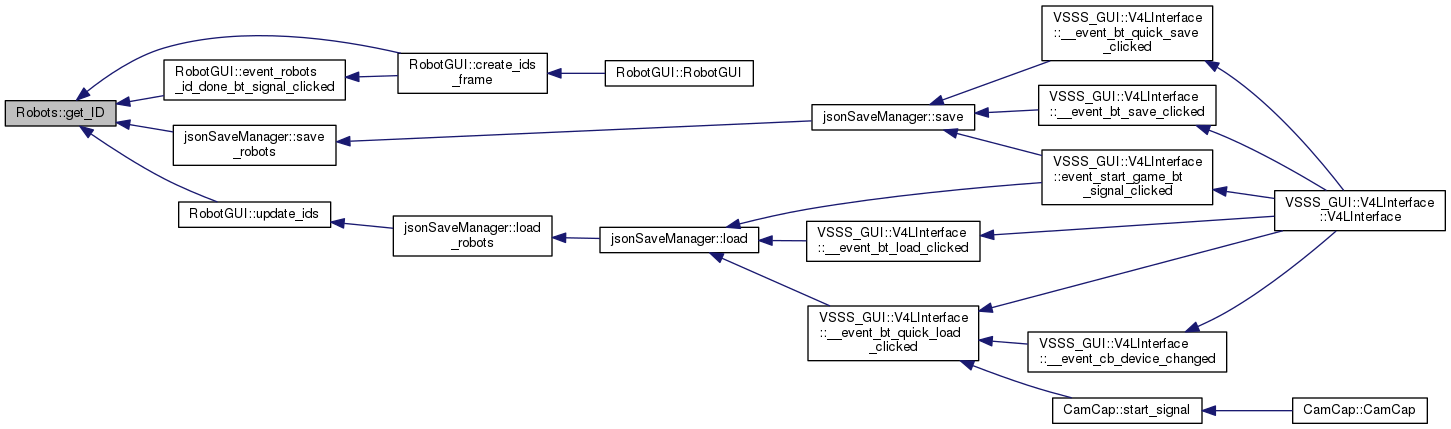 Robots::get_ID
RobotGUI::event_robots
_id_done_bt_signal_clicked
RobotGUI::create_ids
_frame
RobotGUI::RobotGUI
jsonSaveManager::save
_robots
jsonSaveManager::save
VSSS_GUI::V4LInterface
::__event_bt_quick_save
_clicked
VSSS_GUI::V4LInterface
::__event_bt_save_clicked
VSSS_GUI::V4LInterface
::event_start_game_bt
_signal_clicked
VSSS_GUI::V4LInterface
::V4LInterface
RobotGUI::update_ids
jsonSaveManager::load
_robots
jsonSaveManager::load
VSSS_GUI::V4LInterface
::__event_bt_load_clicked
VSSS_GUI::V4LInterface
::__event_bt_quick_load
_clicked
VSSS_GUI::V4LInterface
::__event_cb_device_changed
CamCap::start_signal
CamCap::CamCap